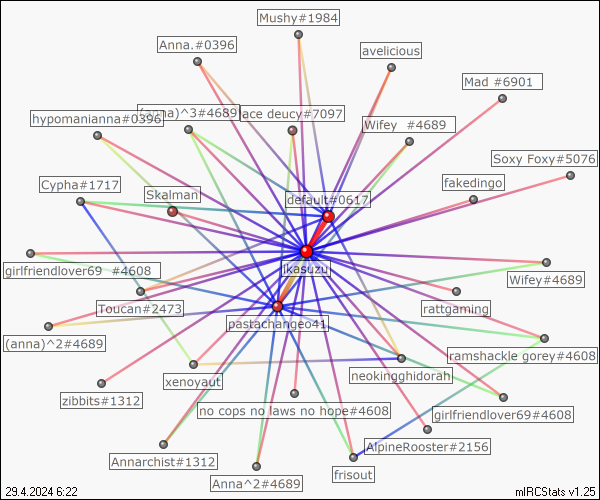 Mushy#1984
Anna.#0396
avelicious
Mad #6901
hypomanianna#0396
(anna)^3#4689
ace deucy#7097
Wifey #4689
Soxy Foxy#5076
Cypha#1717
Skalman
default#0617
fakedingo
ikasuzu
girlfriendlover69 #4608
Wifey#4689
Toucan#2473
rattgaming
pastachange041
(anna)^2#4689
ramshackle gorey#4608
xenoyaut
neokingghidorah
zibbits#1312
no cops no laws no hope#4608
girlfriendlover69#4608
AlpineRooster#2156
Annarchist#1312
Anna^2#4689
frisout
29.4.2024 6:22
mIRCStats v1.25